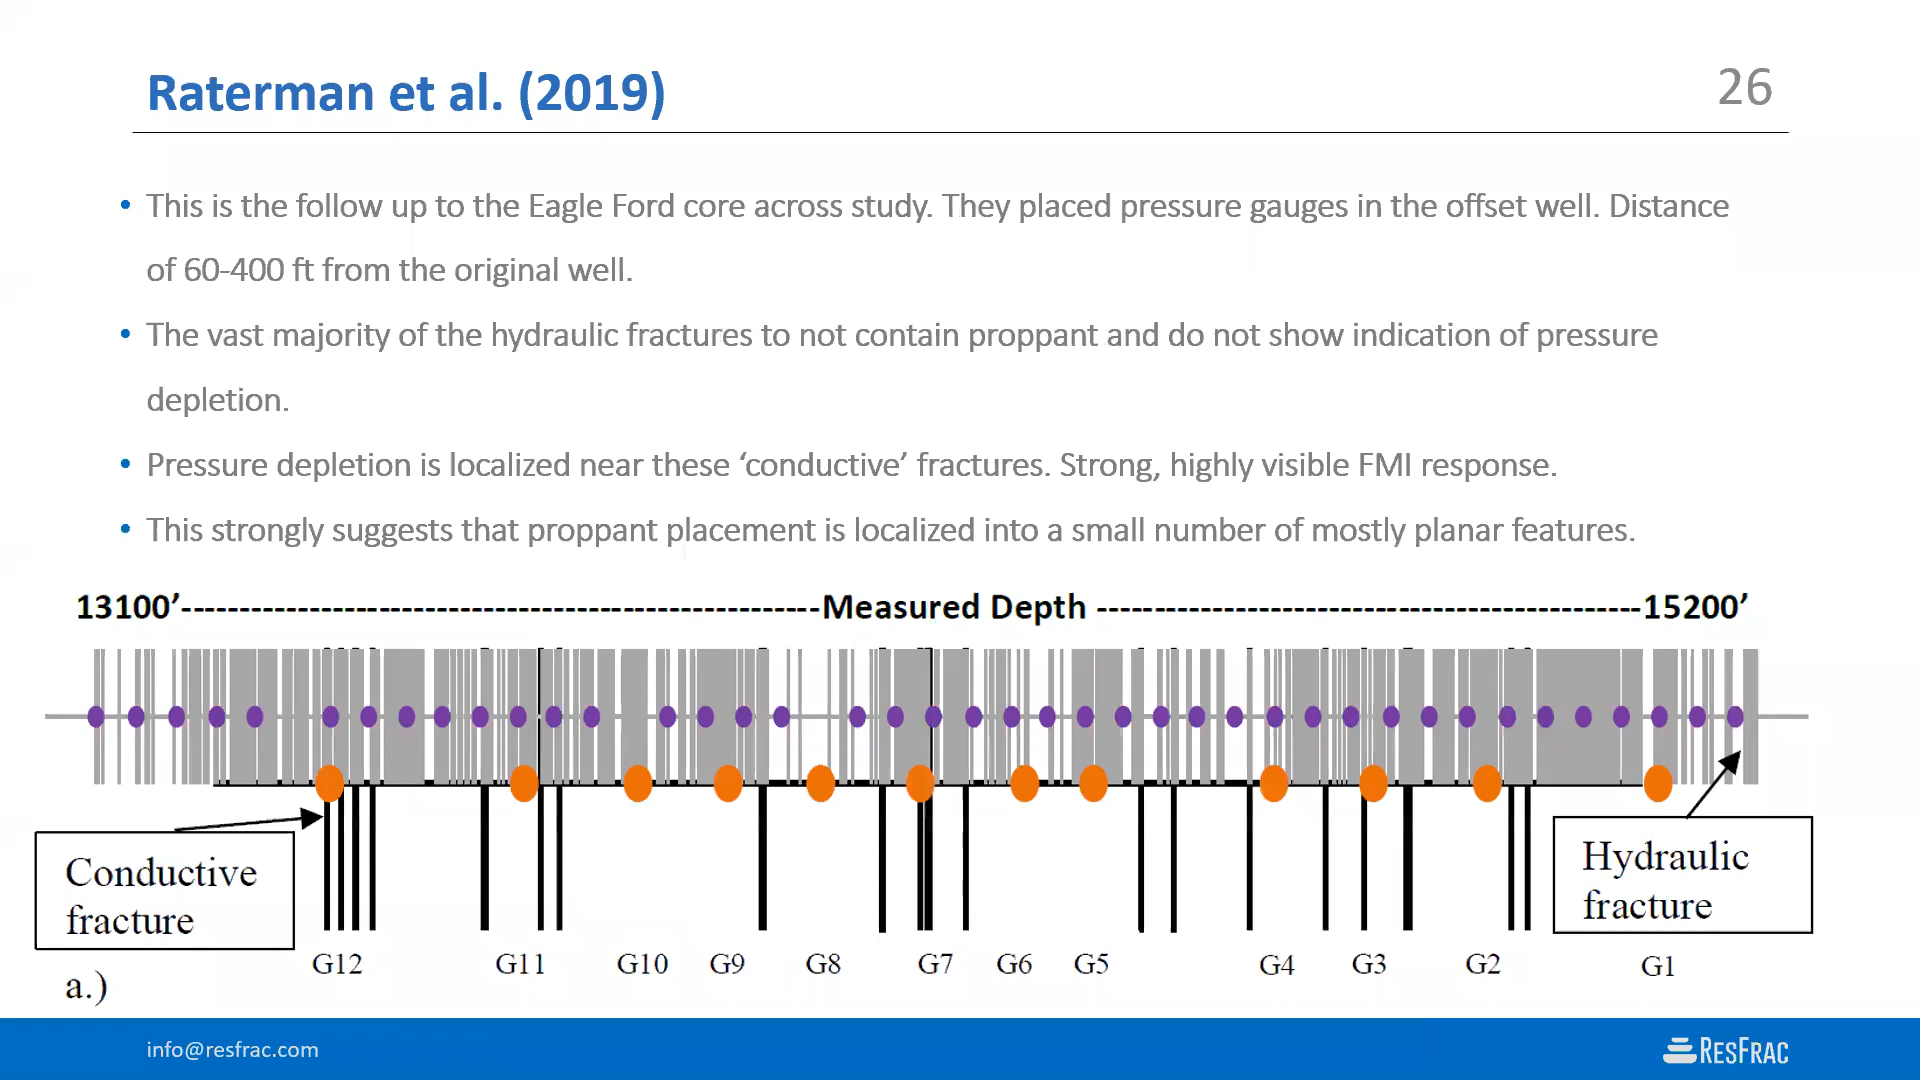 Raterman et al. (2019)
26
• This is the follow up to the Eagle Ford core across study. They placed pressure gauges in the offset well. Distance
of 60-400 ft from the original well.
• The vast majority of the hydraulic fractures to not contain proppant and do not show indication of pressure
depletion.
• Pressure depletion is localized near these ‘conductive’ fractures. Strong, highly visible FMI response.
• This strongly suggests that proppant placement is localized into a small number of mostly planar features.
13100’-------------------------------------------------------Measured Depth -----------------------------------------------15200’
Conductive
fracture
Hydraulic
fracture
G12 G11 G10 G9 G8 G7 G6 G5 G4 G3 G2 G1
a.)
info@resfrac.com
RESFRAC